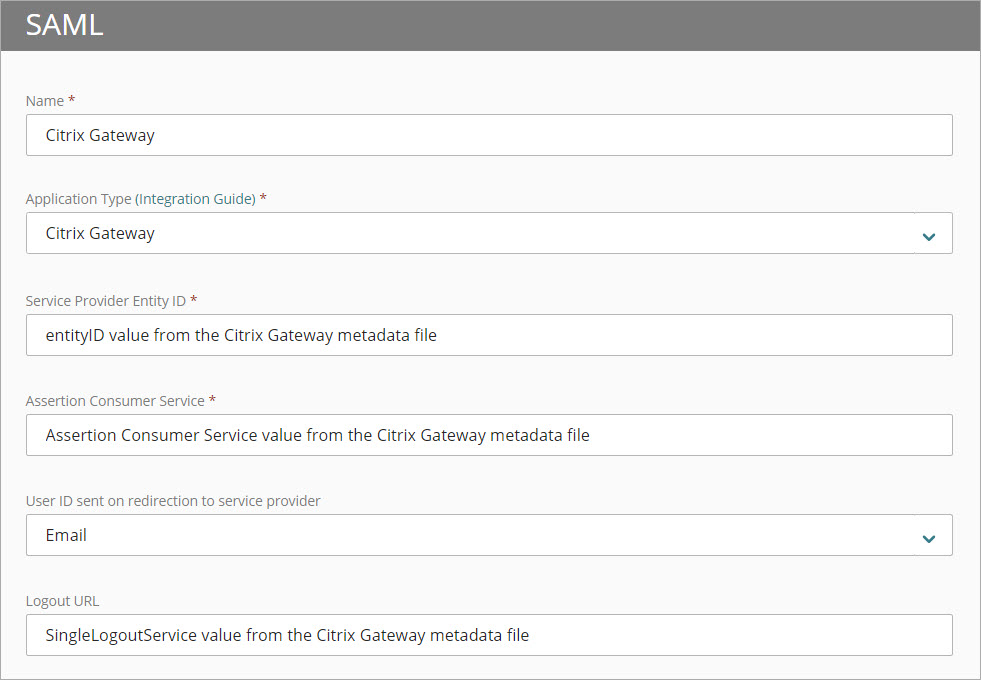 SAML
Name *
Citrix Gateway
Application Type (Integration Guide) *
Citrix Gateway
Service Provider Entity ID *
entityID value from the Citrix Gateway metadata file
Assertion Consumer Service *
Assertion Consumer Service value from the Citrix Gateway metadata file
User ID sent on redirection to service provider
Email
Logout URL
SingleLogoutService value from the Citrix Gateway metadata file